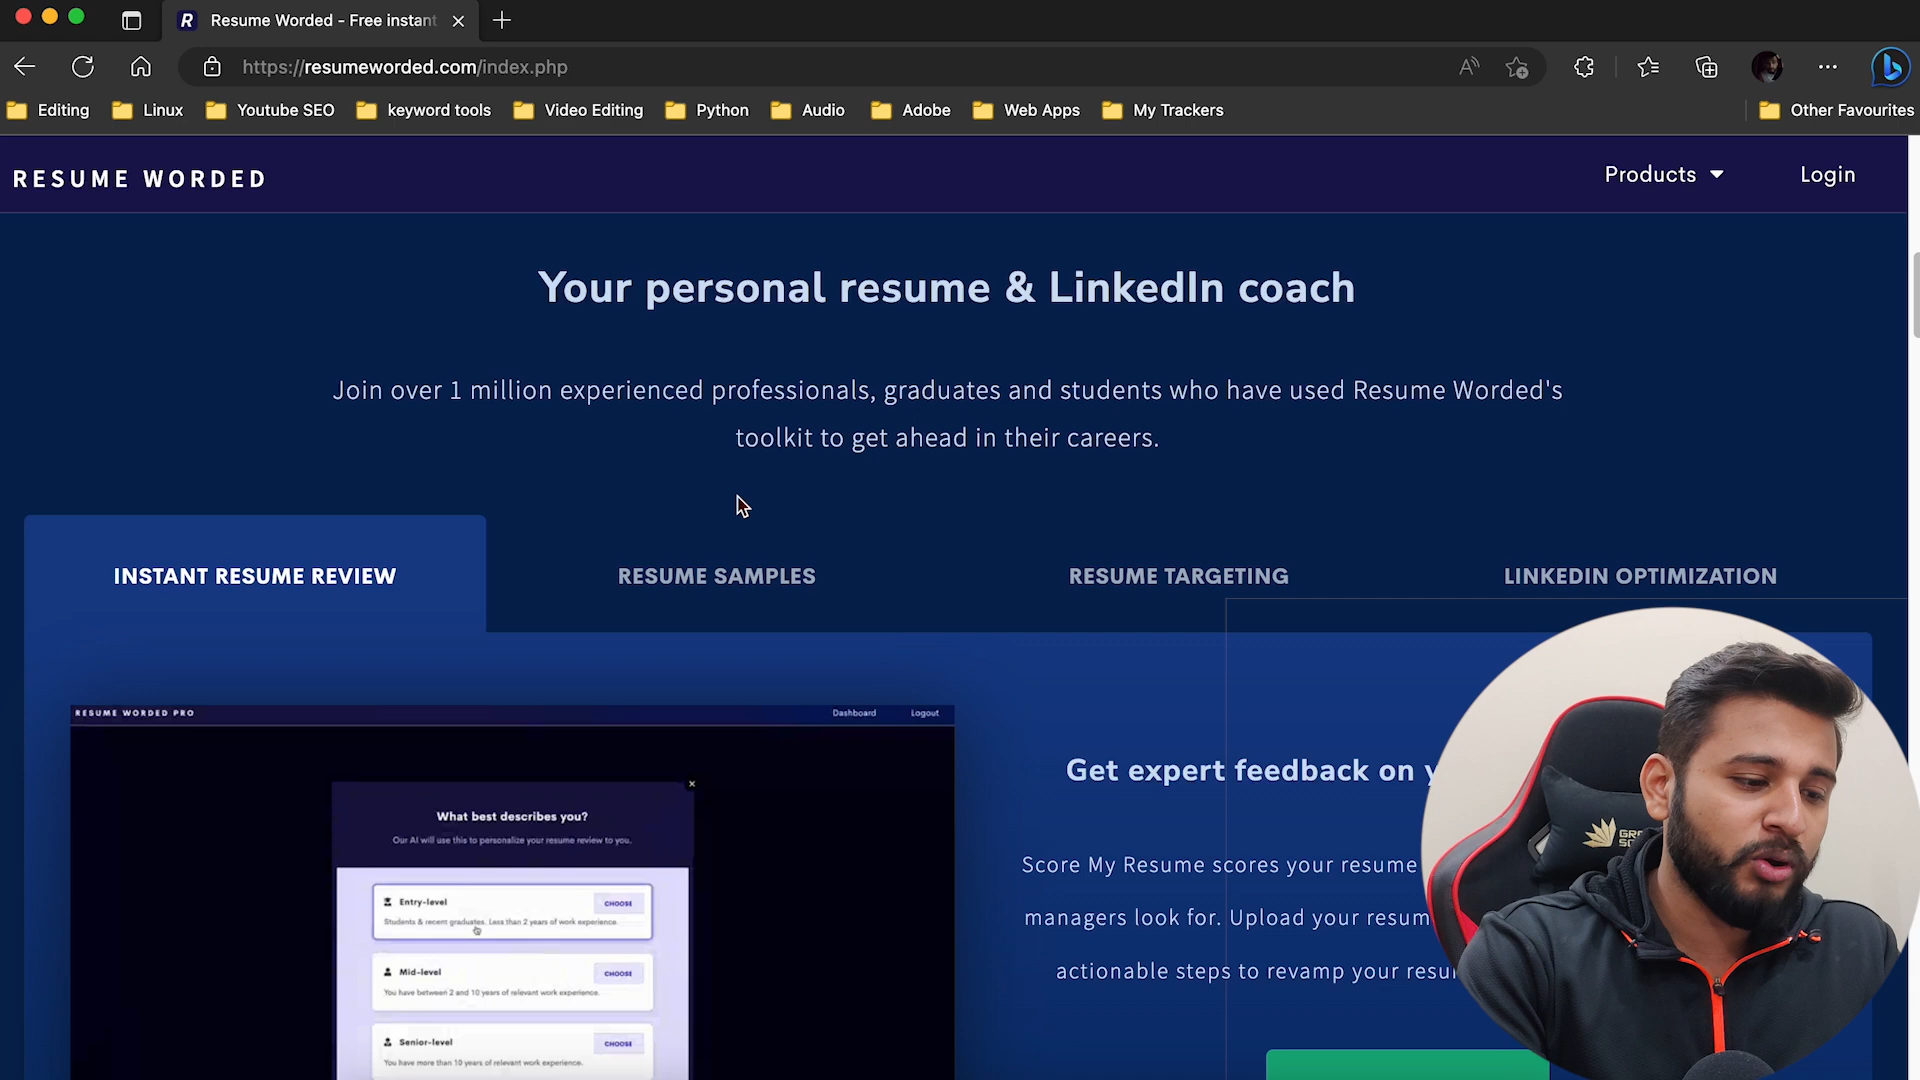 Resume Worded - Free instant
https://resumeworded.com/index.php
Editing
Linux
Youtube SEO
keyword tools
Video Editing
Python
Audio
Adobe
Web Apps
My Trackers
Other Favourites
RESUME WORDED
Products
Login
Your personal resume & LinkedIn coach
Join over 1 million experienced professionals, graduates and students who have used Resume Worded's
toolkit to get ahead in their careers.
INSTANT RESUME REVIEW
RESUME SAMPLES
RESUME TARGETING
LINKEDIN OPTIMIZATION
RESUME WORDED PRO
Dashboard
Logout
What best describes you?
Our AI will use this to personalize your resume review to you.
Entry-level
CHOOSE
Students & recent graduates. Less than 2 years of work experience.
Mid-level
CHOOSE
You have between 2 and 10 years of relevant work experience.
Senior-level
CHOOSE
You have more than 10 years of relevant work experience.
Get expert feedback on
Score My Resume scores your resume
managers look for. Upload your resum
actionable steps to revamp your resu